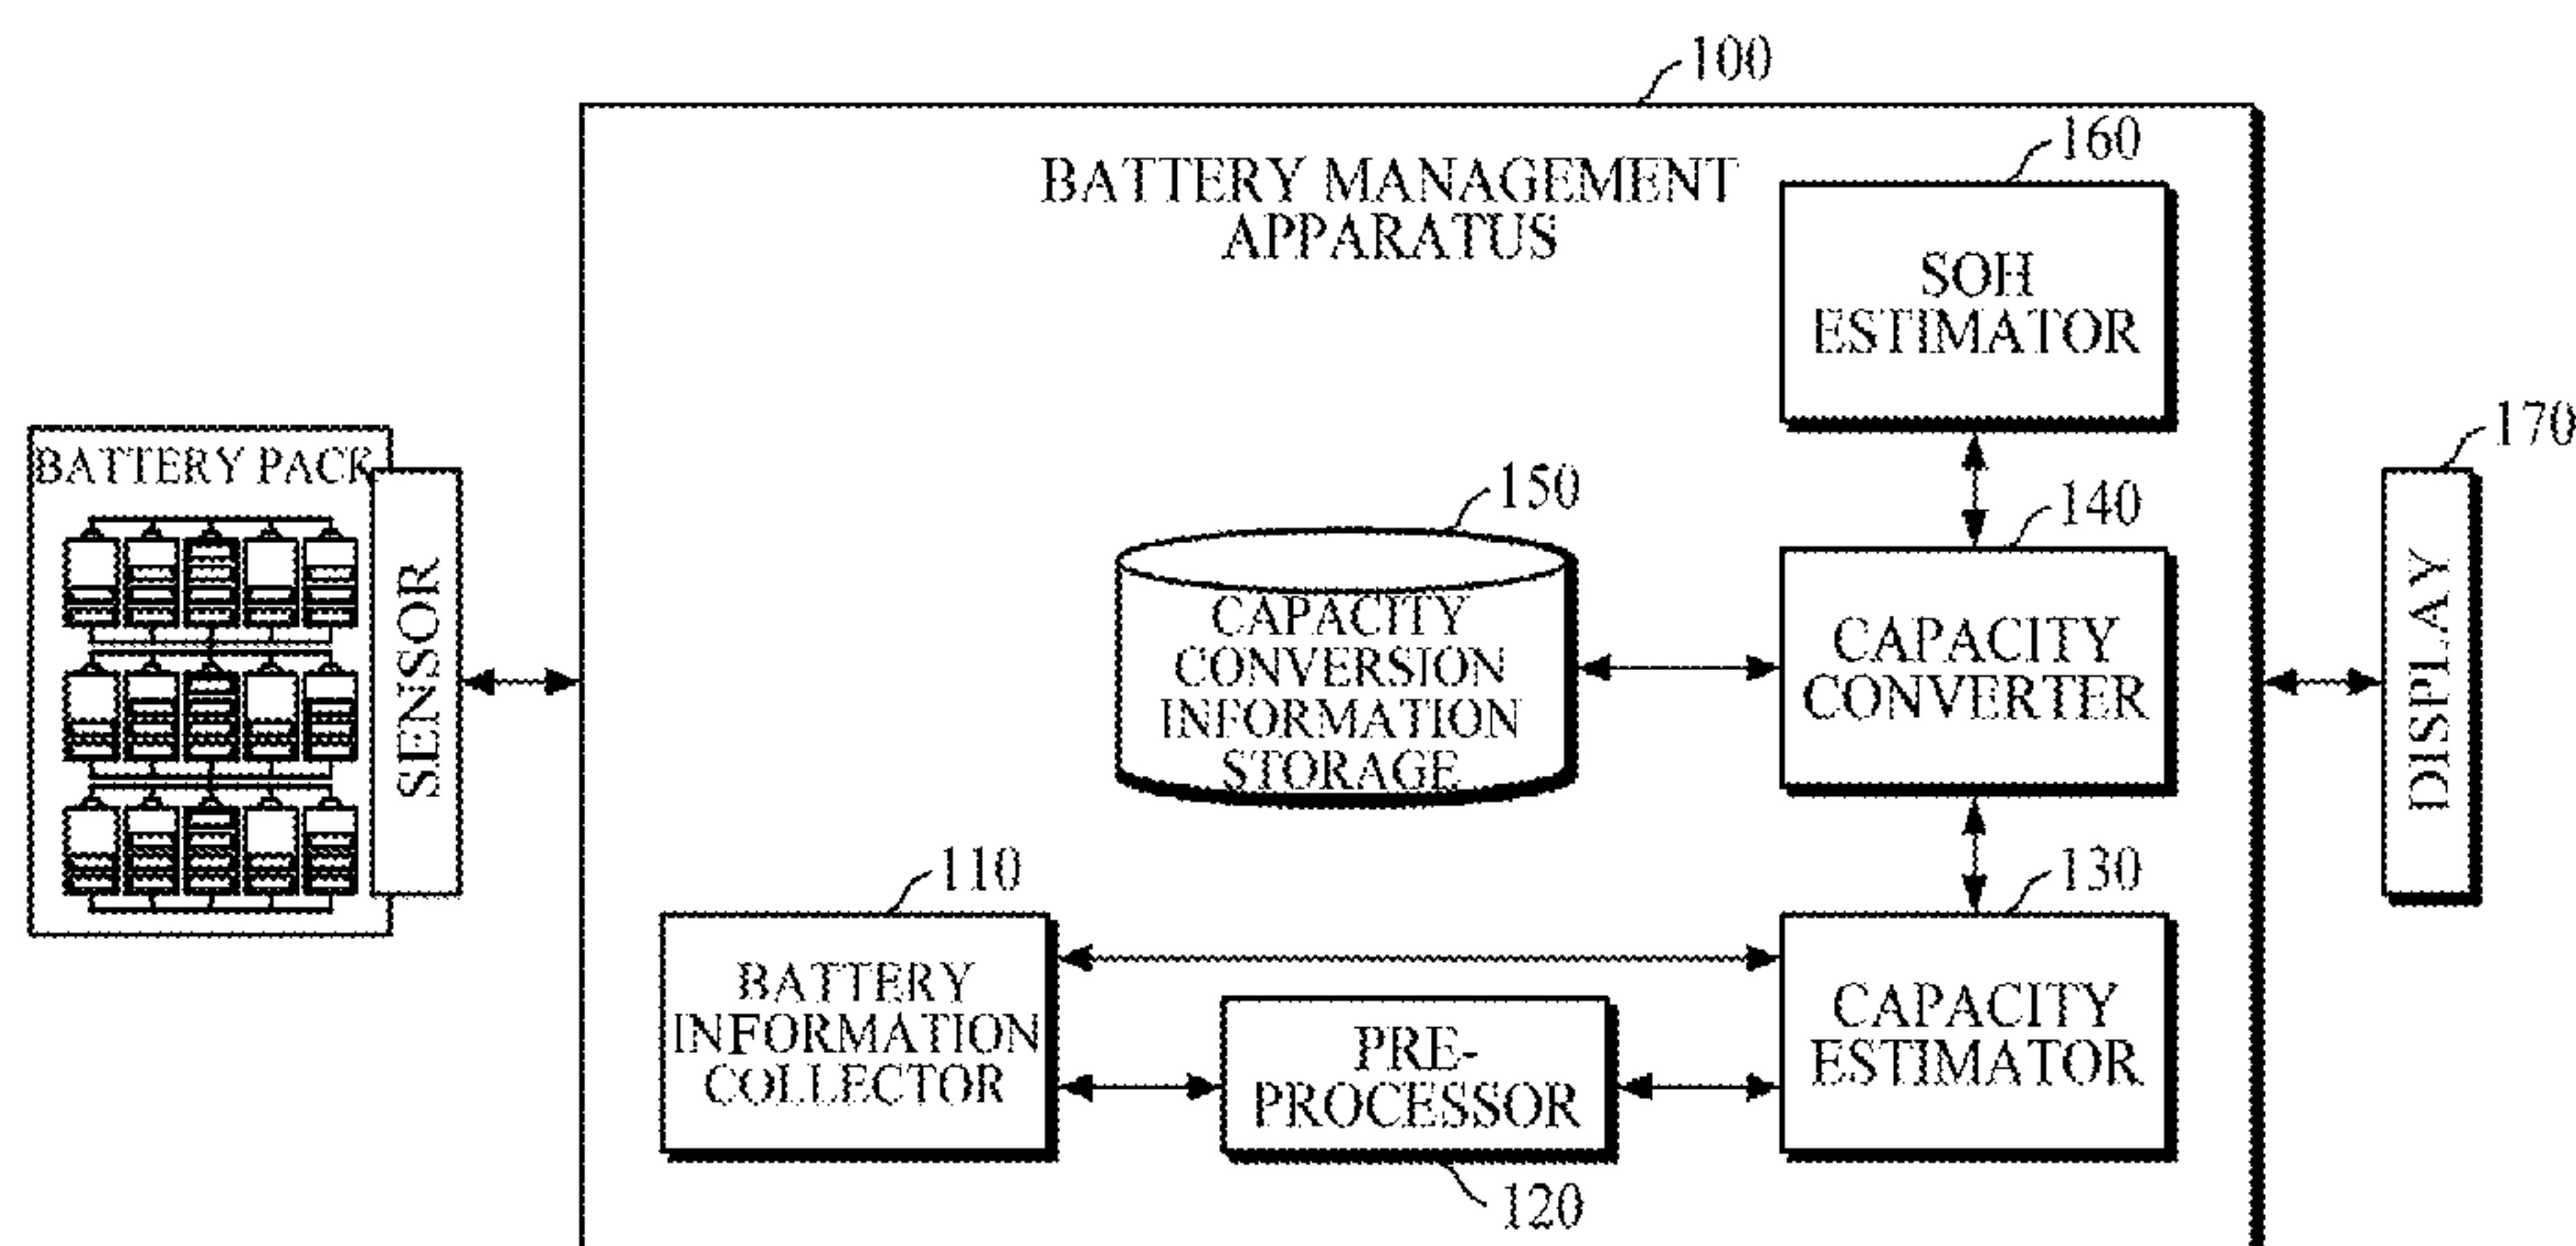 100
BATTERY MANAGEMENT
APPARATUS
160
SOH
ESTIMATOR
BATTERY PACK
SENSOR
150
CAPACITY
CONVERSION
INFORMATION
STORAGE
140
CAPACITY
CONVERTER
170
DISPLAY
110
BATTERY
INFORMATION
COLLECTOR
PRE-
PROCESSOR
120
130
CAPACITY
ESTIMATOR